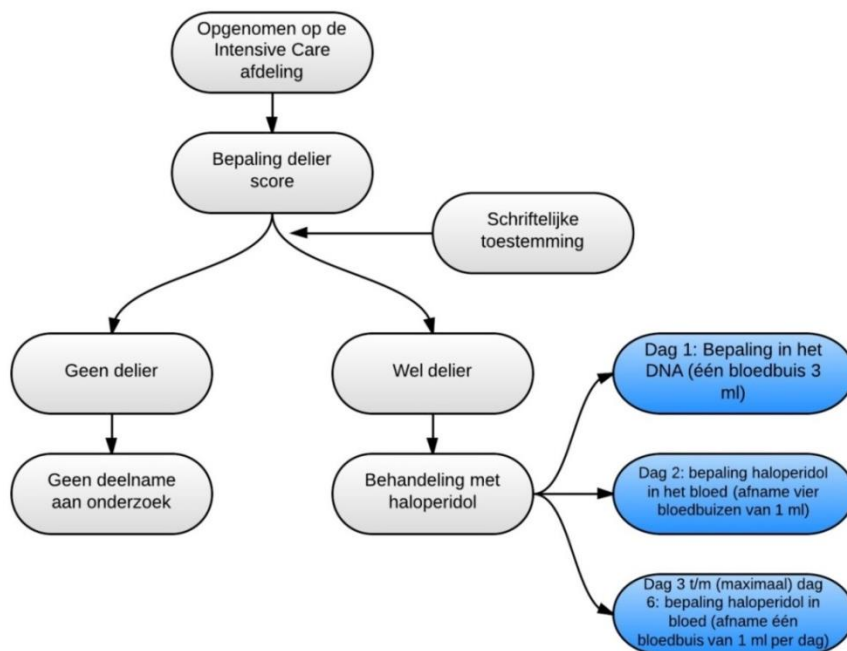 Opgenomen op de
Intensive Care
afdeling
Bepaling delier
score
Schriftelijke
toestemming
Geen delier
Wel delier
Dag 1: Bepaling in het
DNA (één bloedbuis 3
ml)
Geen deelname
aan onderzoek
Behandeling met
haloperidol
Dag 2: bepaling haloperidol
in het bloed (afname vier
bloedbuizen van 1 ml)
Dag 3 t/m (maximaal) dag
6: bepaling haloperidol in
bloed (afname één
bloedbuis van 1 ml per dag)